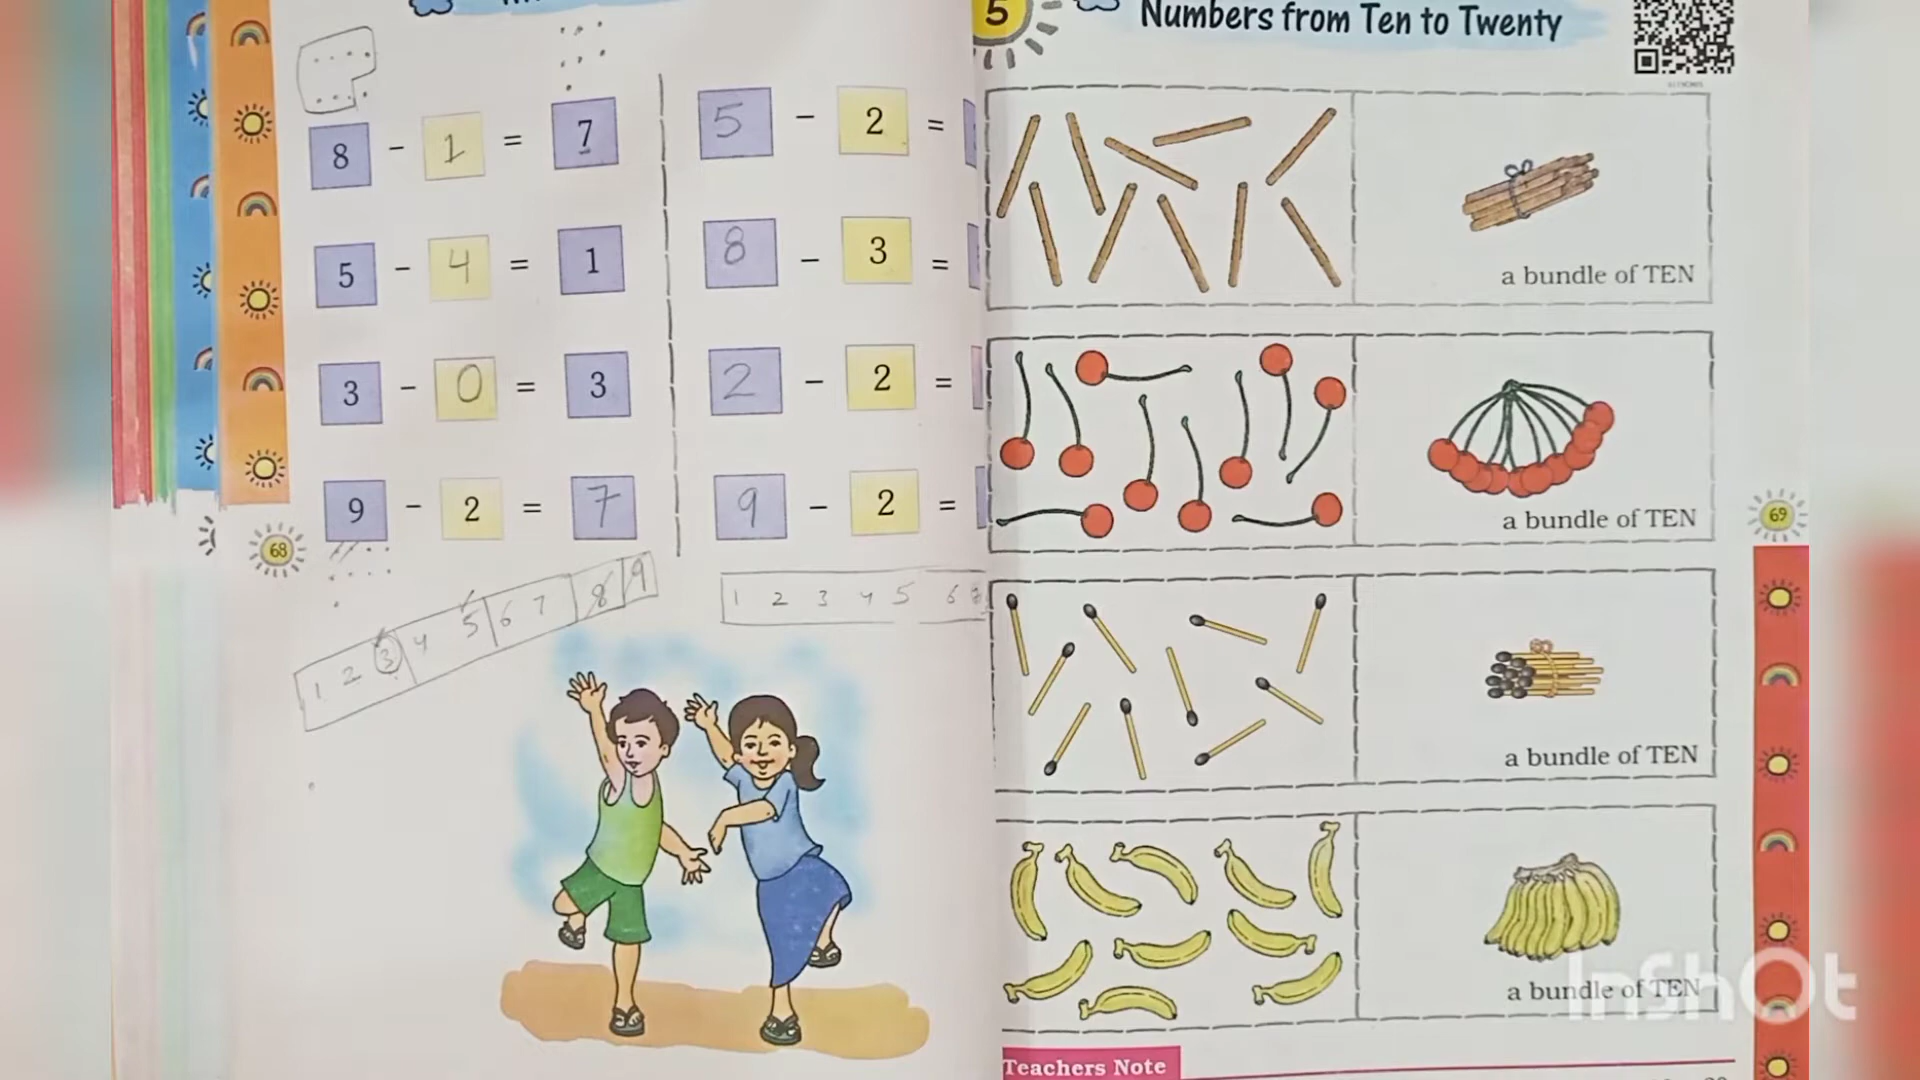 8 - 1 = 7
5 - 4 = 1
3 - 0 = 3
9 - 2 = 7
5 - 2 =
8 - 3 =
2 - 2 =
9 - 2 =
68
1 2 3 4 5 6 7 8 9
1 2 3 4 5 6
5
Numbers from Ten to Twenty
a bundle of TEN
a bundle of TEN
69
a bundle of TEN
a bundle of TEN
InShOt
Teachers Note